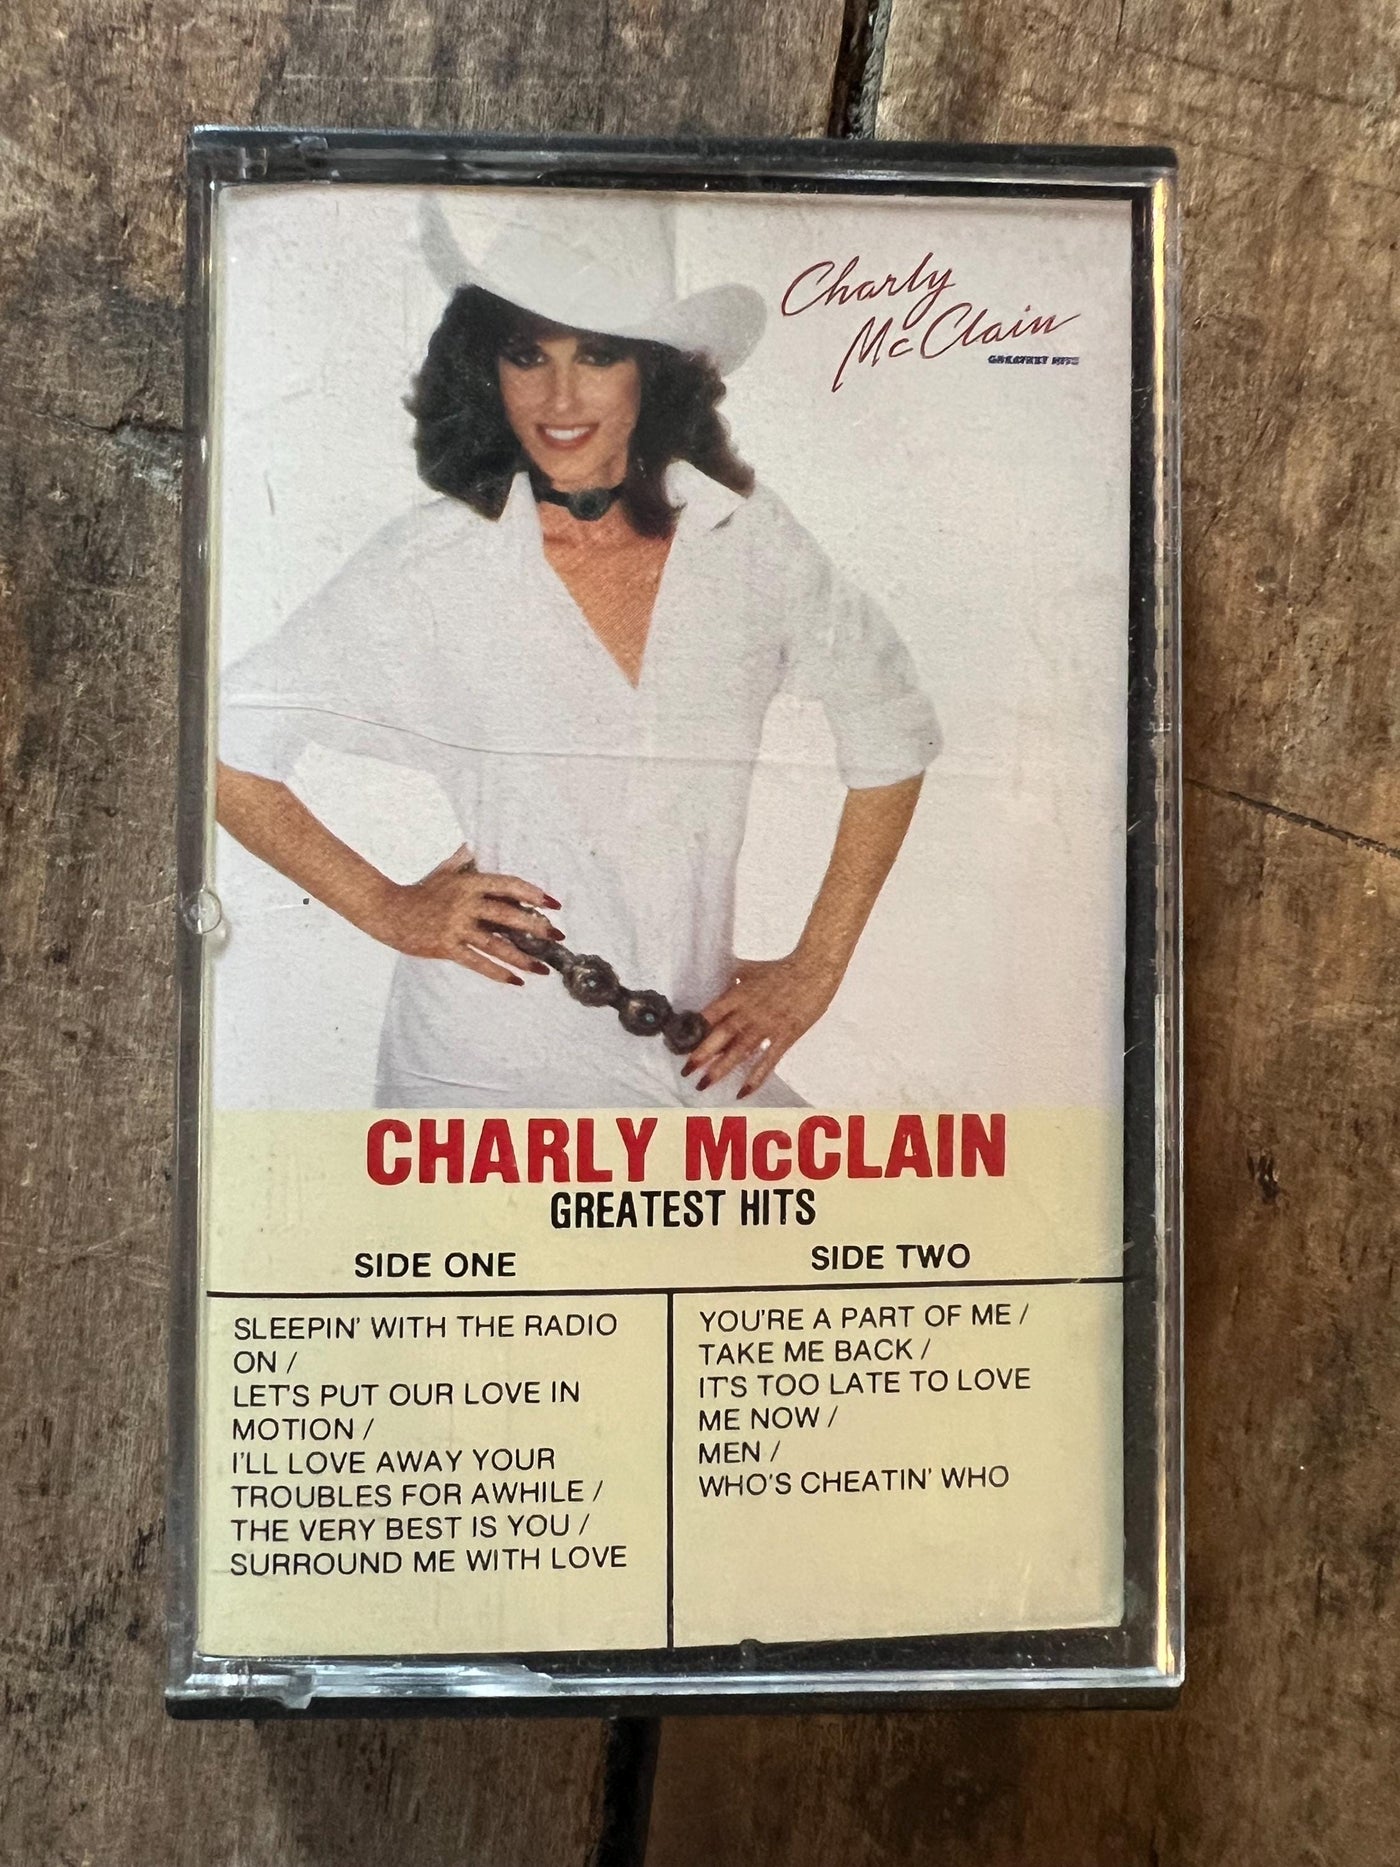 Charly
McClain
GREATEST HITS
CHARLY McCLAIN
GREATEST HITS
SIDE ONE
SLEEPIN' WITH THE RADIO
ON /
LET'S PUT OUR LOVE IN
MOTION /
I'LL LOVE AWAY YOUR
TROUBLES FOR AWHILE /
THE VERY BEST IS YOU /
SURROUND ME WITH LOVE
SIDE TWO
YOU'RE A PART OF ME /
TAKE ME BACK /
IT'S TOO LATE TO LOVE
ME NOW /
MEN /
WHO'S CHEATIN' WHO